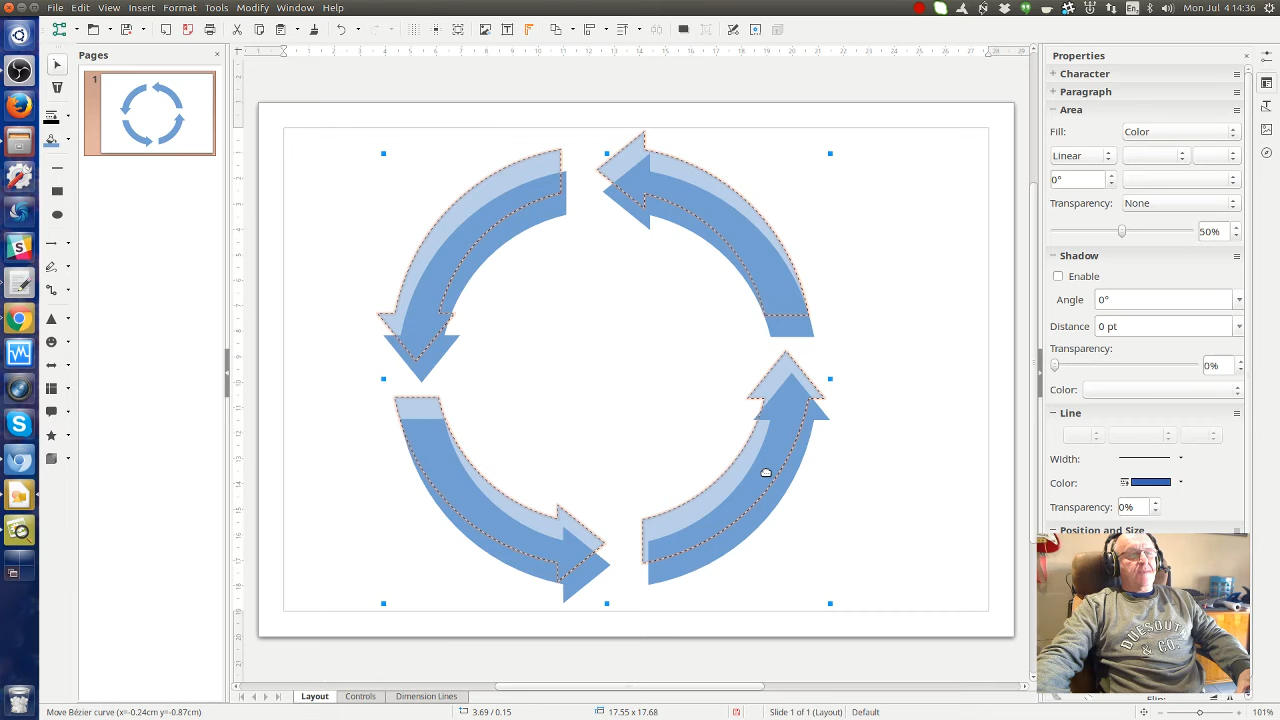 File Edit View Insert Format Tools Modify Window Help
En
Mon Jul 4 14:36
Pages
1
Properties
Character
Paragraph
Area
Fill: Color
Linear
0°
Transparency: None
50%
Shadow
Enable
Angle 0°
Distance 0 pt
Transparency:
0%
Color:
Line
Width:
Color:
Transparency: 0%
Position and Size
DUESOUTH
& CO.
Layout Controls Dimension Lines
Move Bézier curve (x=-0.24cm y=-0.87cm) 3.69 / 0.15 17.55 x 17.68 Slide 1 of 1 (Layout) Default 101%